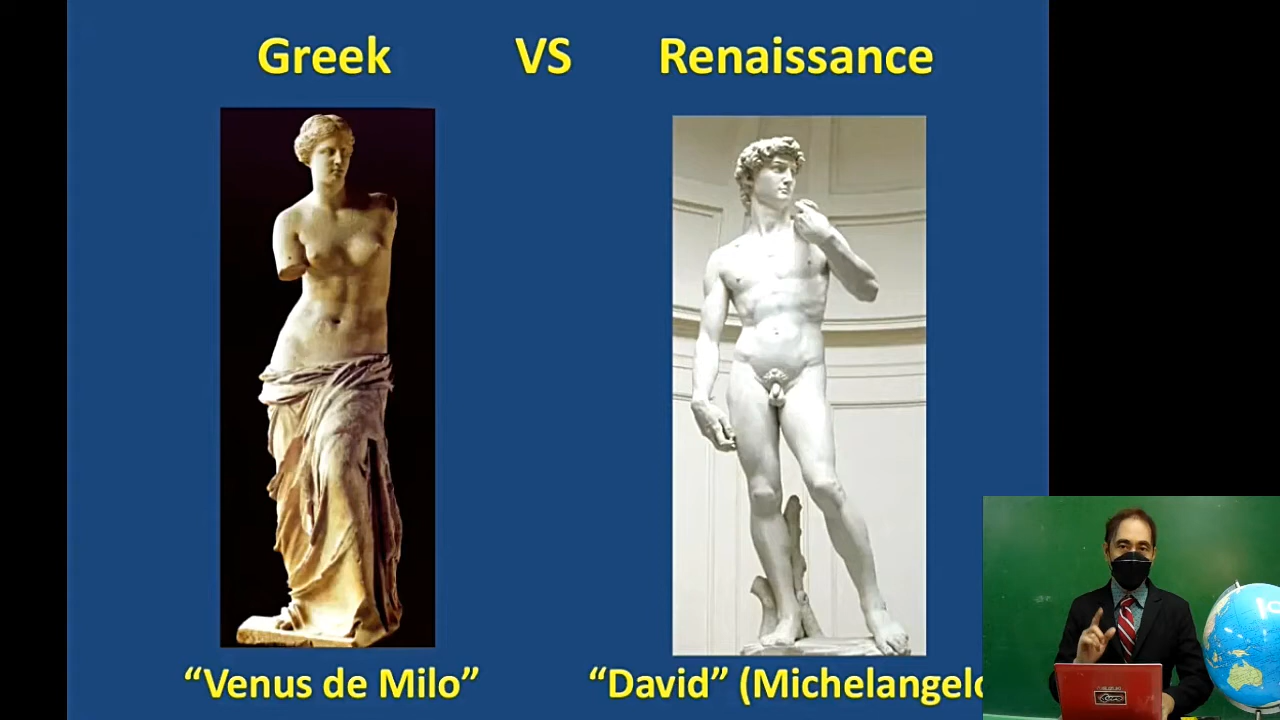 Greek VS Renaissance
“Venus de Milo” “David” (Michelangelo